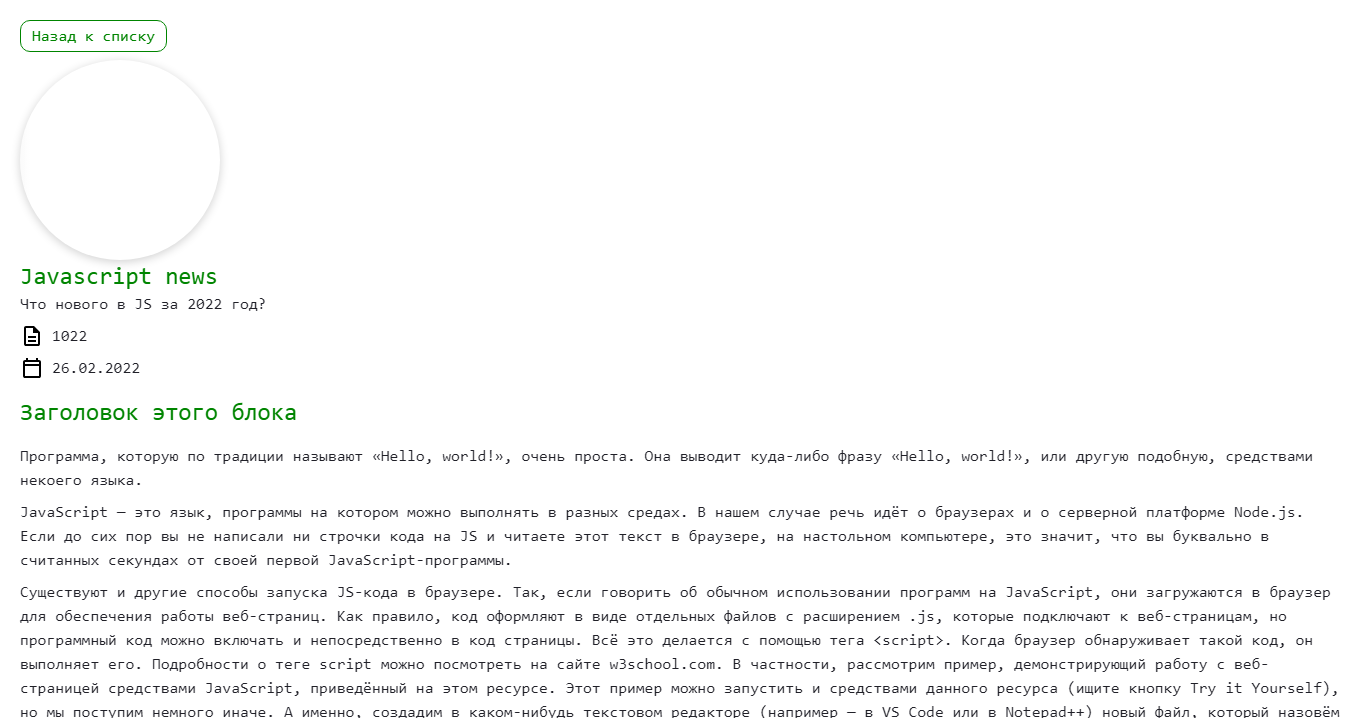 Назад к списку
Javascript news
Что нового в JS за 2022 год?
1022
26.02.2022
Заголовок этого блока
Программа, которую по традиции называют «Hello, world!», очень проста. Она выводит куда-либо фразу «Hello, world!», или другую подобную, средствами
некоего языка.
JavaScript — это язык, программы на котором можно выполнять в разных средах. В нашем случае речь идёт о браузерах и о серверной платформе Node.js.
Если до сих пор вы не написали ни строчки кода на JS и читаете этот текст в браузере, на настольном компьютере, это значит, что вы буквально в
считанных секундах от своей первой JavaScript-программы.
Существуют и другие способы запуска JS-кода в браузере. Так, если говорить об обычном использовании программ на JavaScript, они загружаются в браузер
для обеспечения работы веб-страниц. Как правило, код оформляют в виде отдельных файлов с расширением .js, которые подключают к веб-страницам, но
программный код можно включать и непосредственно в код страницы. Всё это делается с помощью тега <script>. Когда браузер обнаруживает такой код, он
выполняет его. Подробности о теге script можно посмотреть на сайте w3school.com. В частности, рассмотрим пример, демонстрирующий работу с веб-
страницей средствами JavaScript, приведённый на этом ресурсе. Этот пример можно запустить и средствами данного ресурса (ищите кнопку Try it Yourself),
но мы поступим немного иначе. А именно, создадим в каком-нибудь текстовом редакторе (например — в VS Code или в Notepad++) новый файл, который назовём